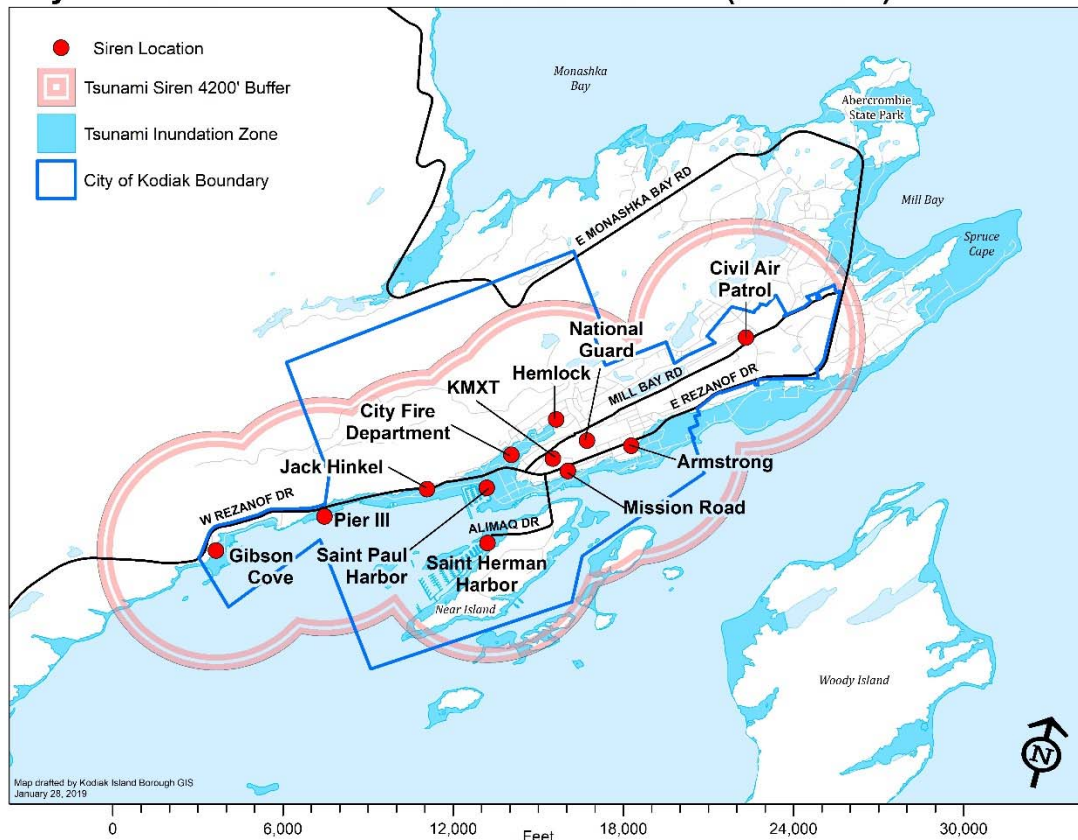 Siren Location
Tsunami Siren 4200' Buffer
Tsunami Inundation Zone
City of Kodiak Boundary
Monashka
Bay
Abercrombie
State Park
Mill Bay
Spruce
Cape
E MONASHKA BAY RD
Civil Air
Patrol
National
Guard
Hemlock
MILL BAY RD
E REZANOF DR
KMXT
City Fire
Department
Jack Hinkel
Armstrong
Mission Road
W REZANOF DR
Pier III
ALIMAQ DR
Gibson
Cove
Saint Paul
Harbor
Saint Herman
Harbor
Near Island
Woody Island
N
Map drafted by Kodiak Island Borough GIS
January 28, 2019
0 6,000 12,000 18,000 24,000 30,000
Feet